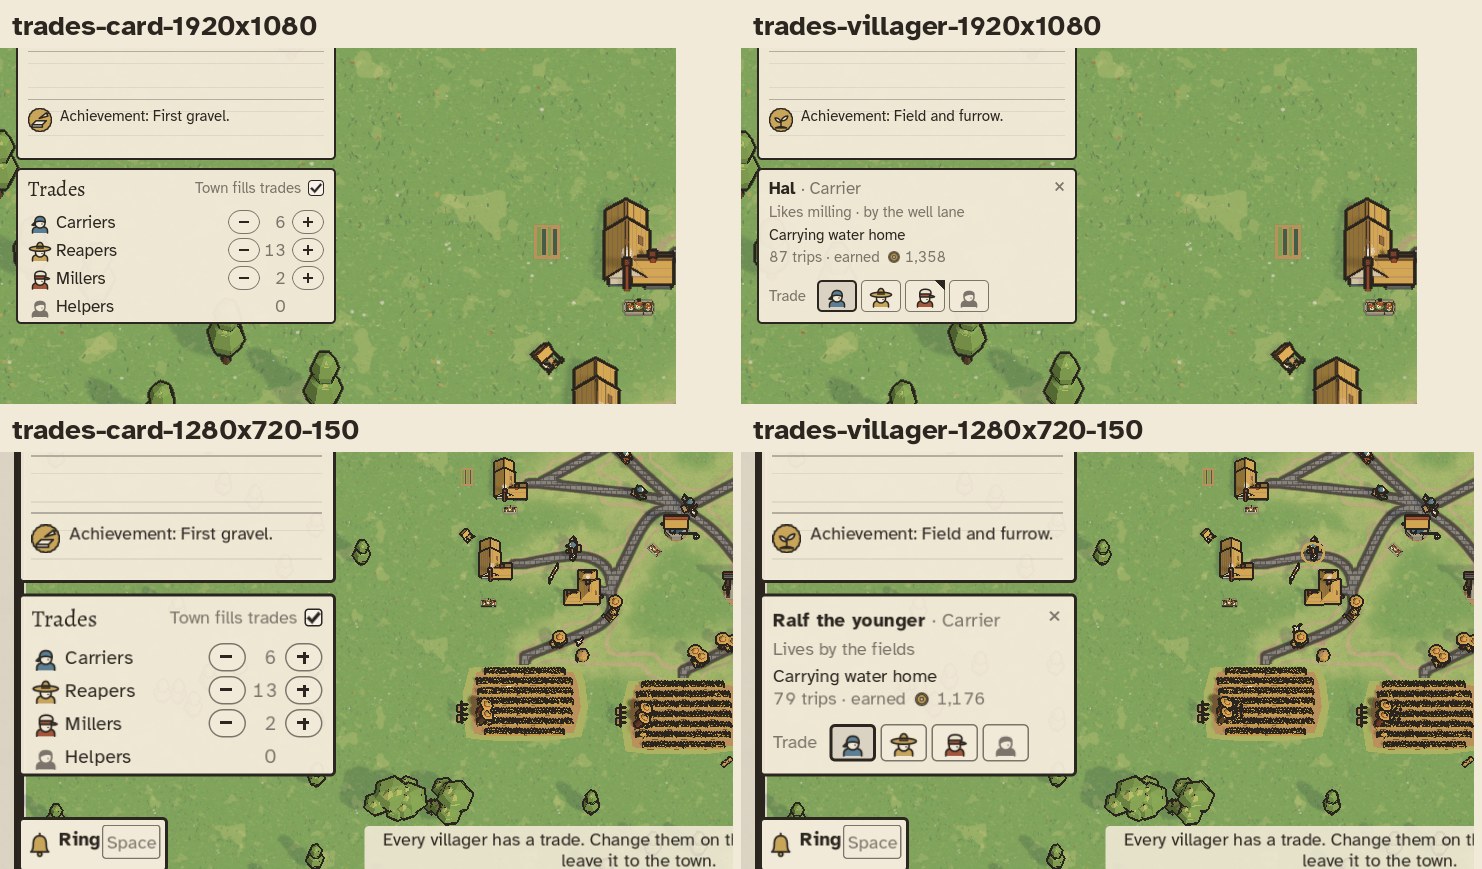 trades-card-1920x1080
Achievement: First gravel.
Trades
Town fills trades
Carriers − 6 +
Reapers − 13 +
Millers − 2 +
Helpers 0
trades-villager-1920x1080
Achievement: Field and furrow.
Hal · Carrier ×
Likes milling · by the well lane
Carrying water home
87 trips · earned 1,358
Trade
trades-card-1280x720-150
Achievement: First gravel.
Trades
Town fills trades
Carriers − 6 +
Reapers − 13 +
Millers − 2 +
Helpers 0
Ring Space
Every villager has a trade. Change them on t
leave it to the town.
trades-villager-1280x720-150
Achievement: Field and furrow.
Ralf the younger · Carrier ×
Lives by the fields
Carrying water home
79 trips · earned 1,176
Trade
Ring Space
Every villager has a trade. Change them on t
leave it to the town.